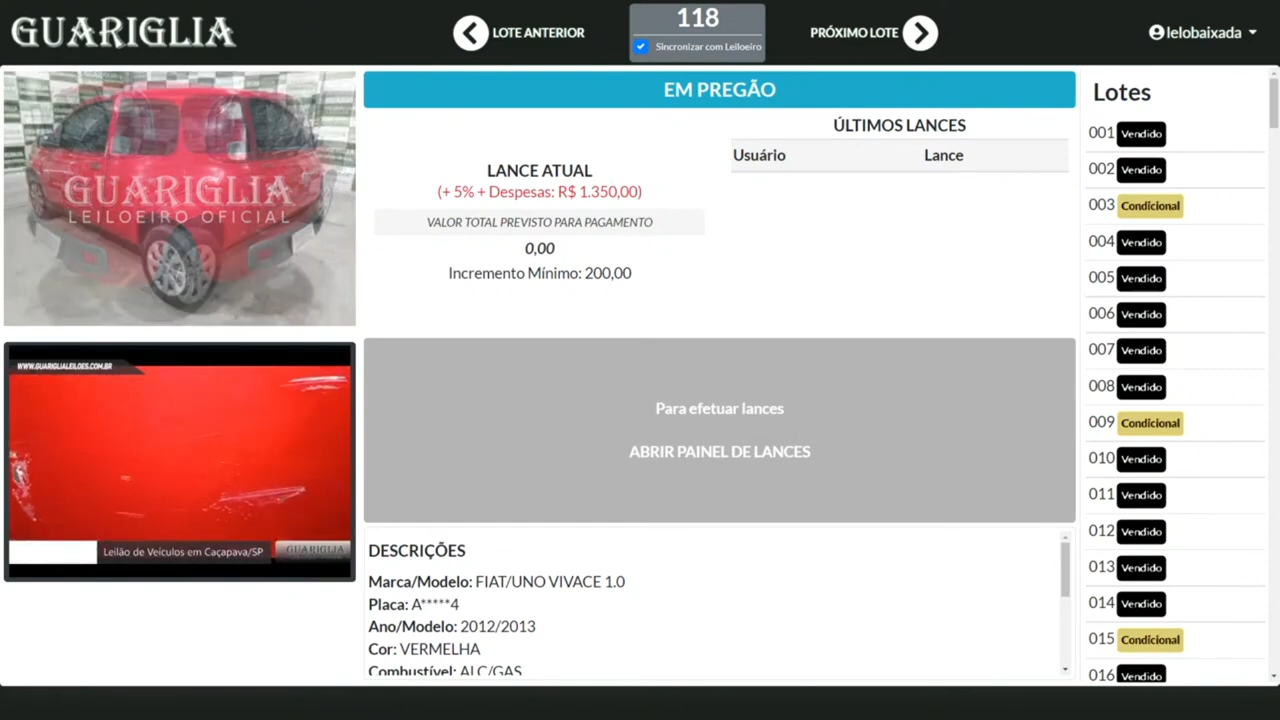 GUARIGLIA
LOTE ANTERIOR
118
Sincronizar com Leiloeiro
PRÓXIMO LOTE
lelobaixada
GUARIGLIA
LEILOEIRO OFICIAL
EM PREGÃO
LANCE ATUAL
(+ 5% + Despesas: R$ 1.350,00)
VALOR TOTAL PREVISTO PARA PAGAMENTO
0,00
Incremento Mínimo: 200,00
ÚLTIMOS LANCES
Usuário Lance
WWW.GUARIGLIALEILOES.COM.BR
Leilão de Veículos em Caçapava/SP
GUARIGLIA
Para efetuar lances
ABRIR PAINEL DE LANCES
DESCRIÇÕES
Marca/Modelo: FIAT/UNO VIVACE 1.0
Placa: A*****4
Ano/Modelo: 2012/2013
Cor: VERMELHA
Combustível: ALC/GAS
Lotes
001 Vendido
002 Vendido
003 Condicional
004 Vendido
005 Vendido
006 Vendido
007 Vendido
008 Vendido
009 Condicional
010 Vendido
011 Vendido
012 Vendido
013 Vendido
014 Vendido
015 Condicional
016 Vendido